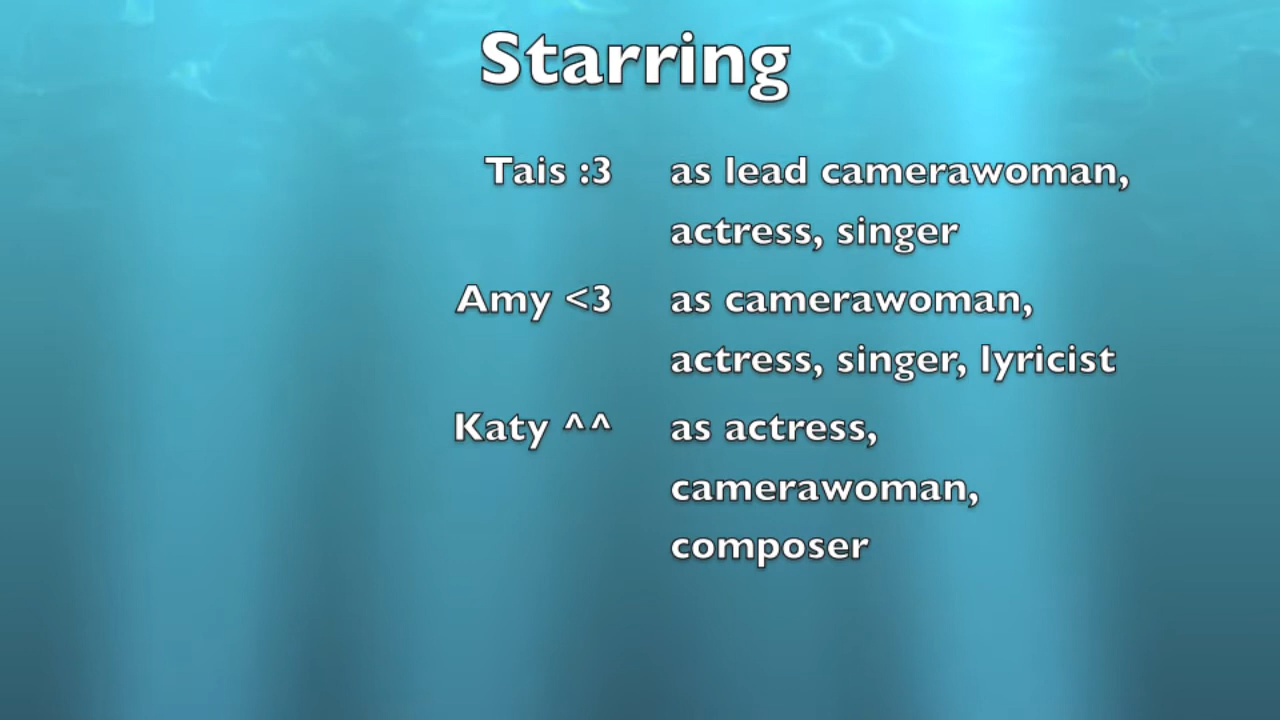 Starring
Tais :3 as lead camerawoman,
actress, singer
Amy <3 as camerawoman,
actress, singer, lyricist
Katy ^^ as actress,
camerawoman,
composer